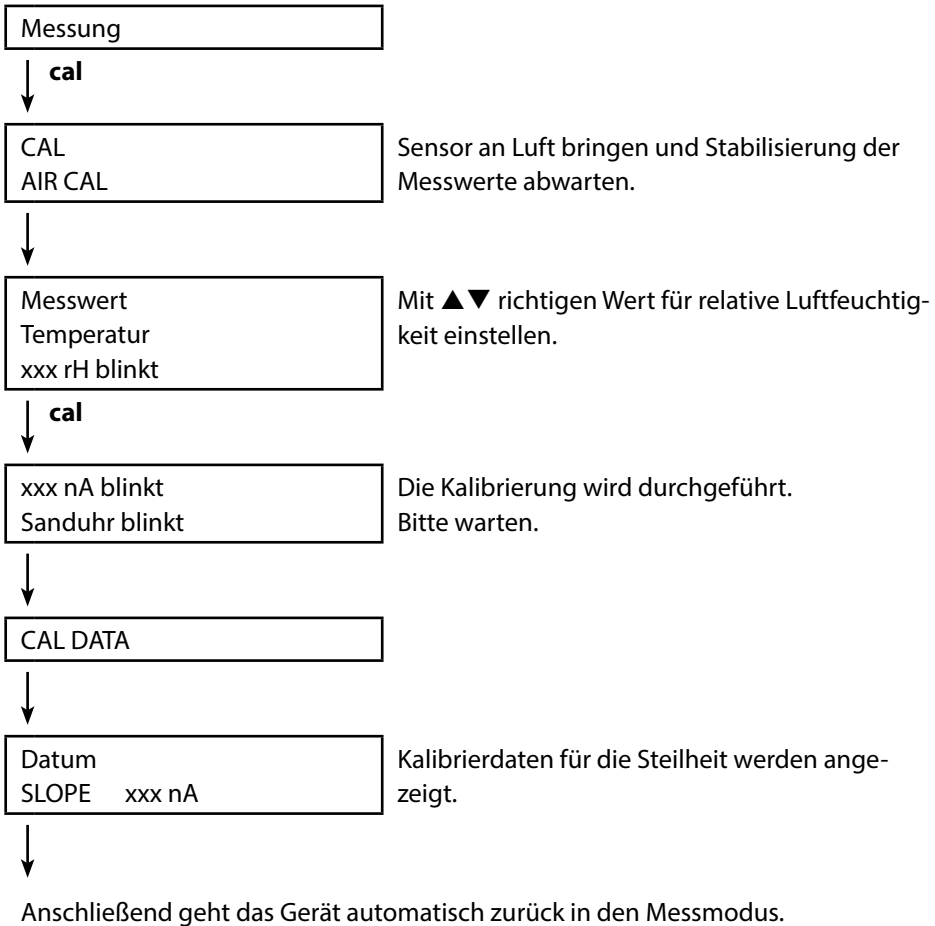 Messung
cal
CAL
AIR CAL
Sensor an Luft bringen und Stabilisierung der
Messwerte abwarten.
Messwert
Temperatur
xxx rH blinkt
Mit ▲▼ richtigen Wert für relative Luftfeuchtig-
keit einstellen.
cal
xxx nA blinkt
Sanduhr blinkt
Die Kalibrierung wird durchgeführt.
Bitte warten.
CAL DATA
Datum
SLOPE xxx nA
Kalibrierdaten für die Steilheit werden ange-
zeigt.
Anschließend geht das Gerät automatisch zurück in den Messmodus.